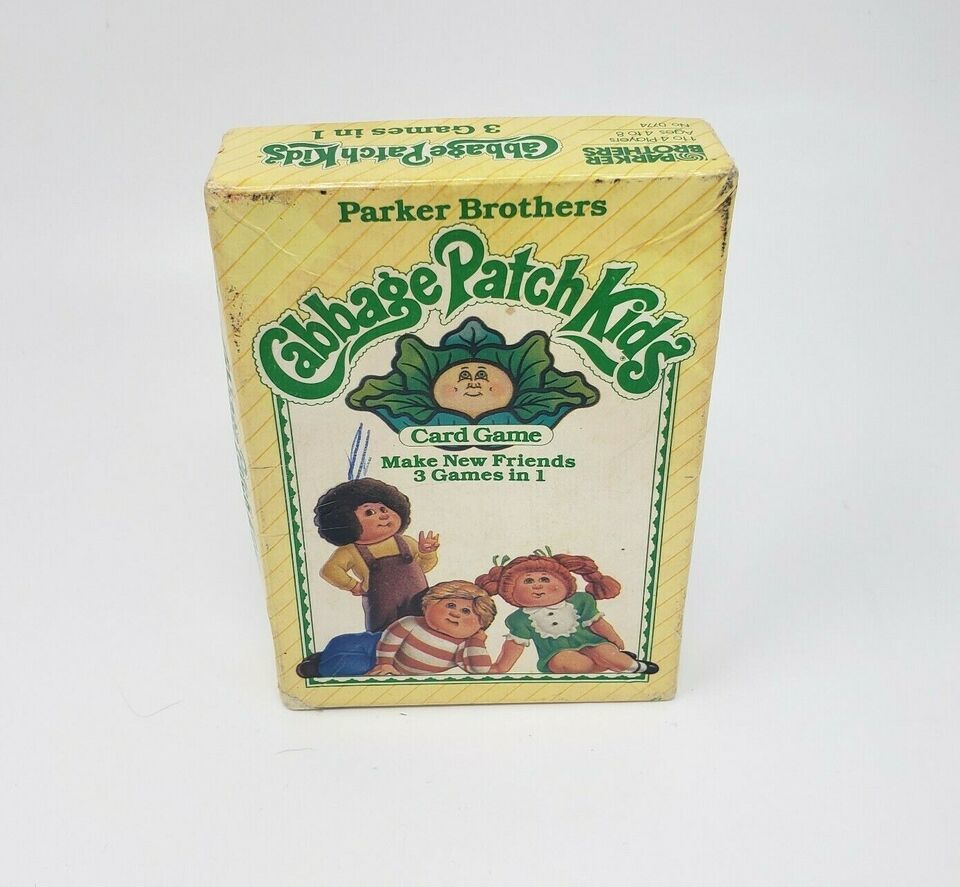 Cabbage Patch Kids
3 Games in 1
PARKER
BROTHERS
1 to 4 Players
Ages 4 to 8
No. 0774
Parker Brothers
Cabbage Patch Kids®
Card Game
Make New Friends
3 Games in 1